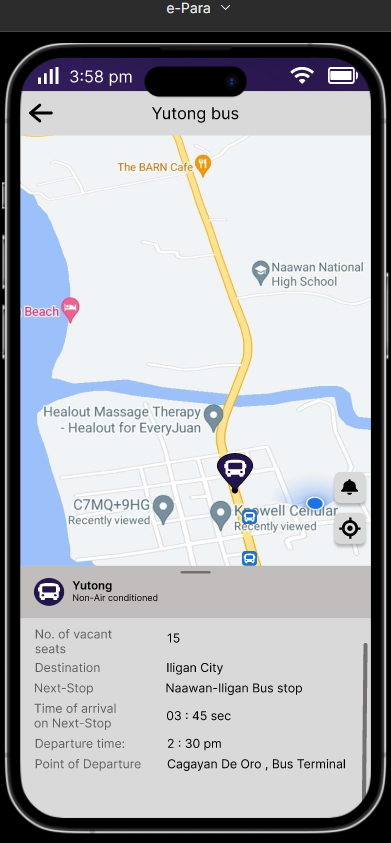 e-Para
3:58 pm
Yutong bus
The BARN Cafe
Naawan National
High School
Beach
Healout Massage Therapy
- Healout for EveryJuan
C7MQ+9HG
Recently viewed
Knowell Cellular
Recently viewed
Yutong
Non-Air conditioned
No. of vacant
seats
15
Destination
Iligan City
Next-Stop
Naawan-Iligan Bus stop
Time of arrival
on Next-Stop
03 : 45 sec
Departure time:
2 : 30 pm
Point of Departure
Cagayan De Oro , Bus Terminal